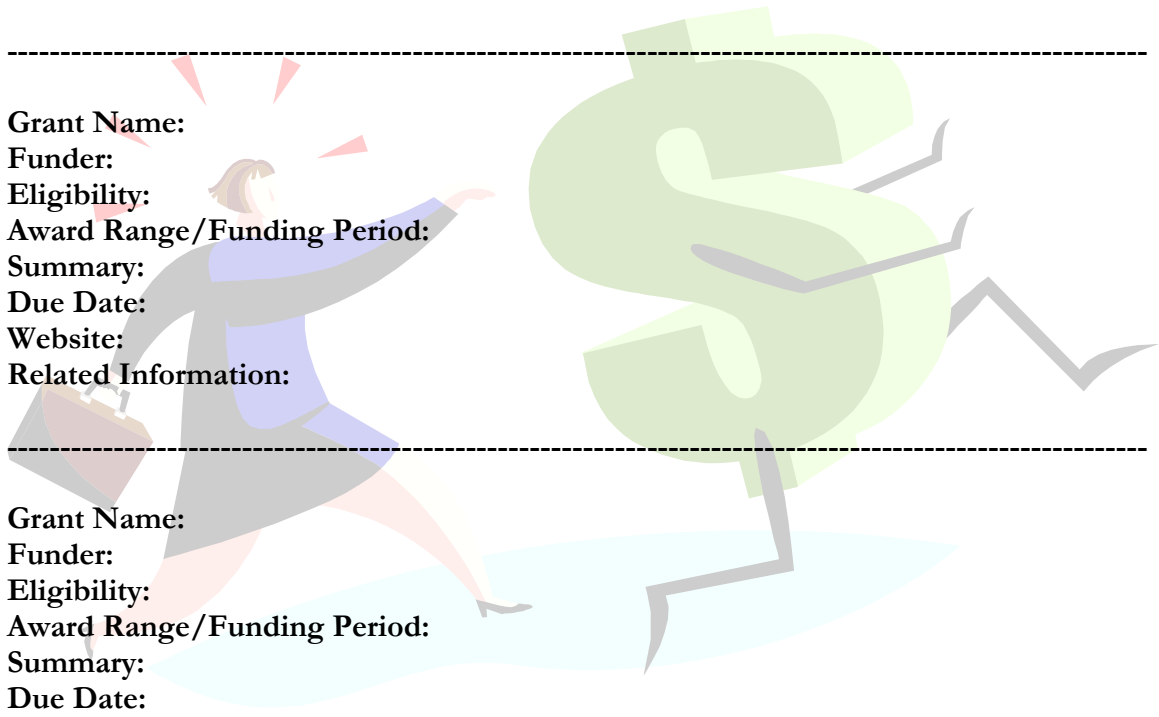 --------------------------------------------------------------------------------------------------------------------------
Grant Name:
Funder:
Eligibility:
Award Range/Funding Period:
Summary:
Due Date:
Website:
Related Information:
--------------------------------------------------------------------------------------------------------------------------
Grant Name:
Funder:
Eligibility:
Award Range/Funding Period:
Summary:
Due Date: